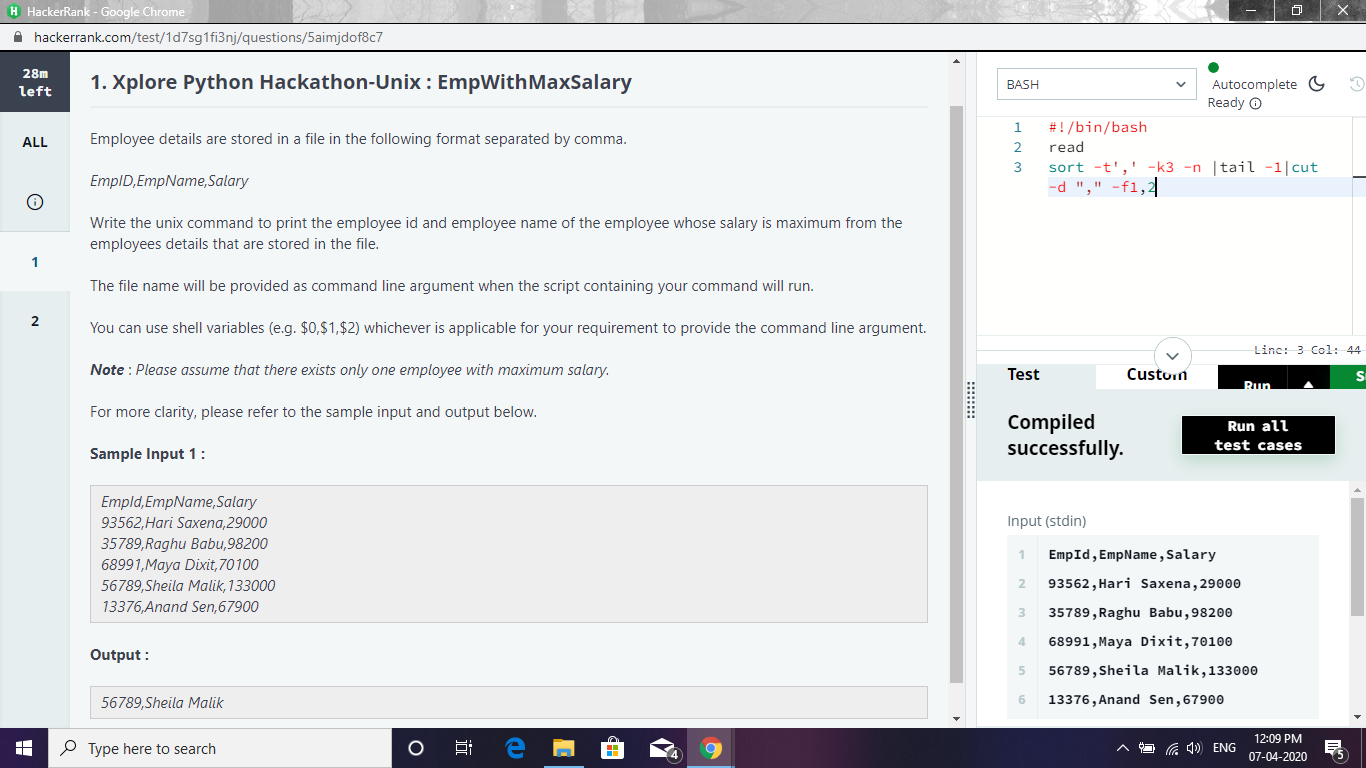 HackerRank - Google Chrome
hackerrank.com/test/1d7sg1fi3nj/questions/5aimjdof8c7
28m
left
ALL
1
2
1. Xplore Python Hackathon-Unix : EmpWithMaxSalary
Employee details are stored in a file in the following format separated by comma.
EmpID,EmpName,Salary
Write the unix command to print the employee id and employee name of the employee whose salary is maximum from the
employees details that are stored in the file.
The file name will be provided as command line argument when the script containing your command will run.
You can use shell variables (e.g. $0,$1,$2) whichever is applicable for your requirement to provide the command line argument.
Note : Please assume that there exists only one employee with maximum salary.
For more clarity, please refer to the sample input and output below.
Sample Input 1 :
EmpId,EmpName,Salary
93562,Hari Saxena,29000
35789,Raghu Babu,98200
68991,Maya Dixit,70100
56789,Sheila Malik,133000
13376,Anand Sen,67900
Output :
56789,Sheila Malik
BASH
Autocomplete
Ready
1 #!/bin/bash
2 read
3 sort -t',' -k3 -n |tail -1|cut
-d "," -f1,2
Line: 3 Col: 44
Test
Custom
Run
S
Compiled
successfully.
Run all
test cases
Input (stdin)
1 EmpId,EmpName,Salary
2 93562,Hari Saxena,29000
3 35789,Raghu Babu,98200
4 68991,Maya Dixit,70100
5 56789,Sheila Malik,133000
6 13376,Anand Sen,67900
Type here to search
4
ENG
12:09 PM
07-04-2020
5